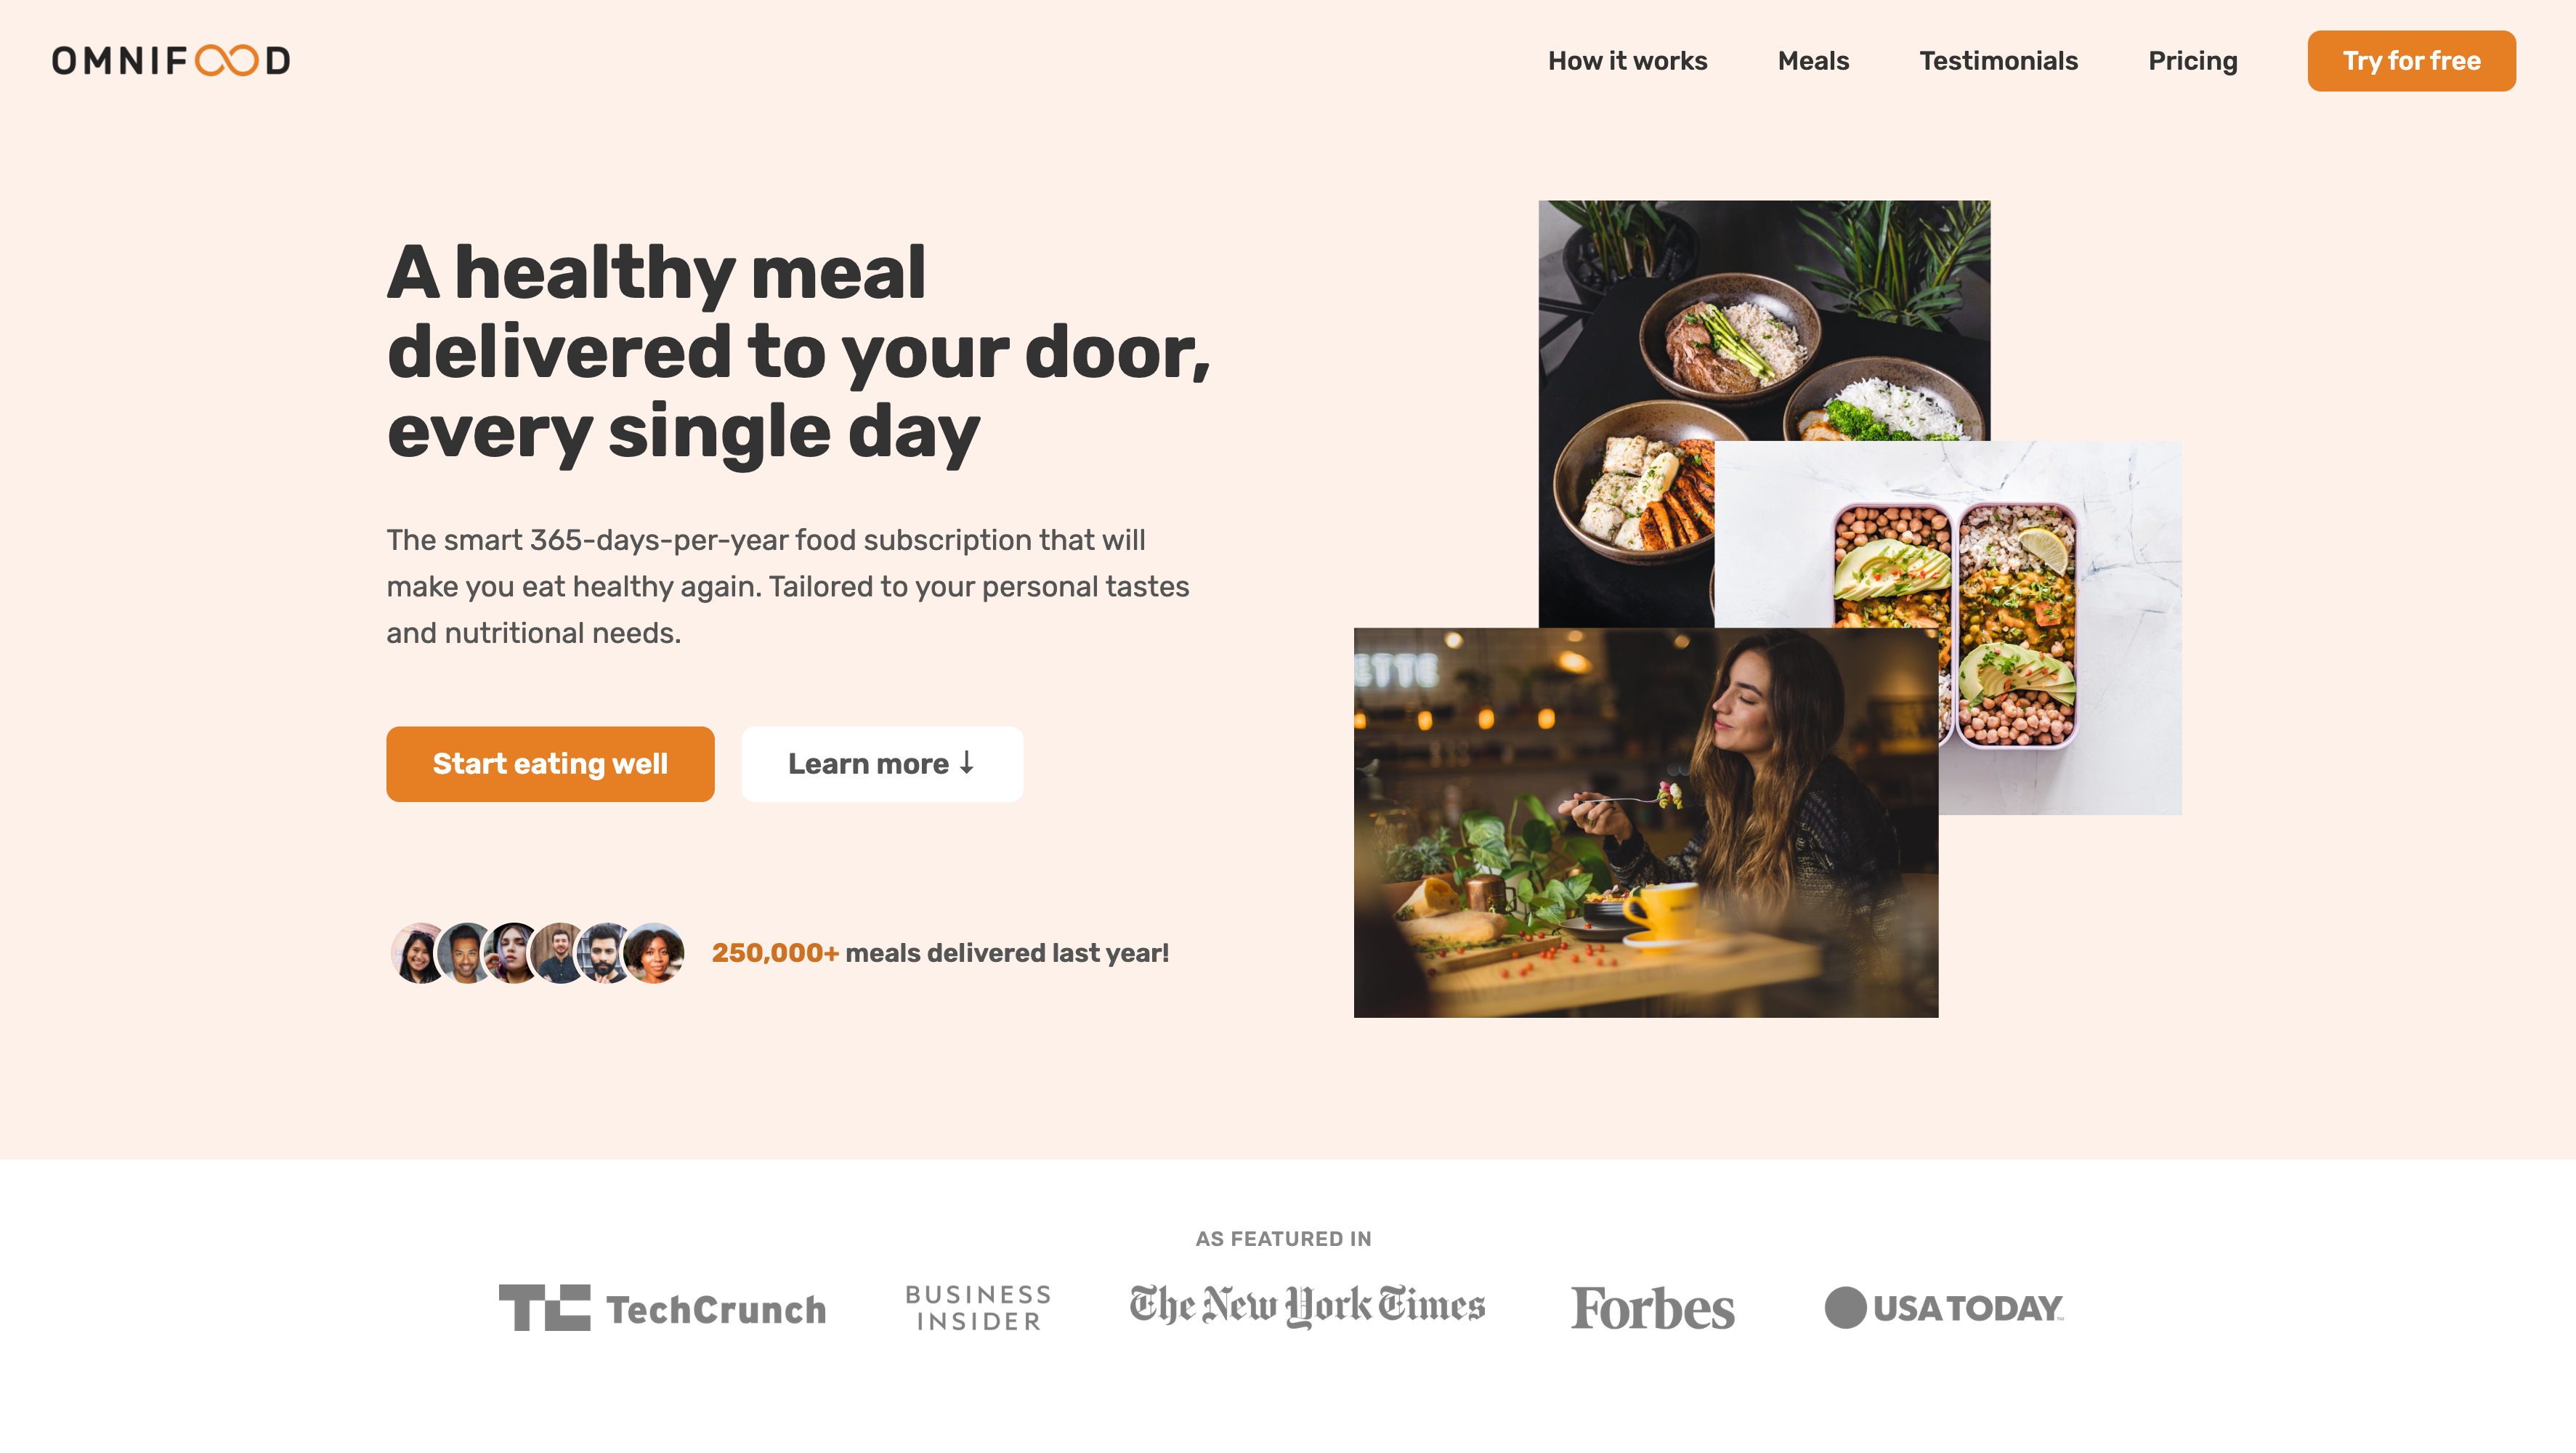 OMNIFOOD
How it works
Meals
Testimonials
Pricing
Try for free
A healthy meal
delivered to your door,
every single day
The smart 365-days-per-year food subscription that will
make you eat healthy again. Tailored to your personal tastes
and nutritional needs.
Start eating well
Learn more ↓
250,000+ meals delivered last year!
ETTE
AS FEATURED IN
TC TechCrunch
BUSINESS
INSIDER
The New York Times
Forbes
USA TODAY™